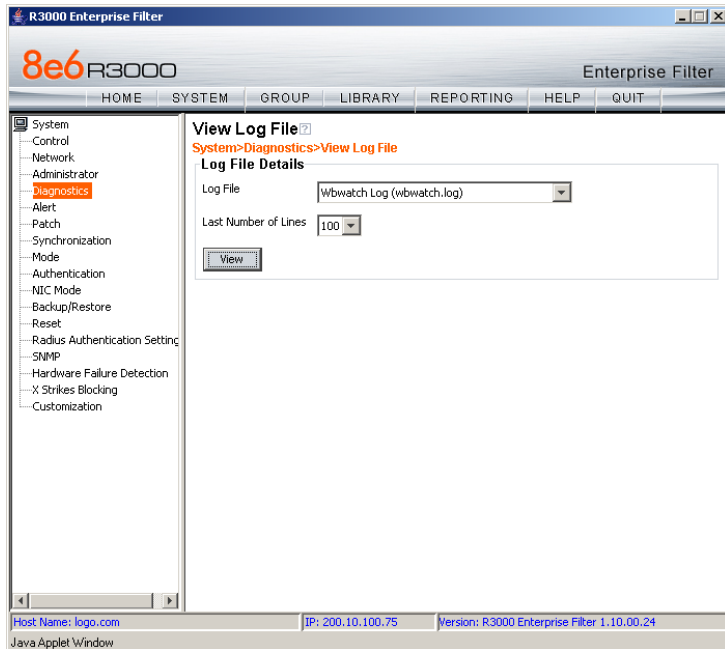 R3000 Enterprise Filter
8e6 R3000
Enterprise Filter
HOME SYSTEM GROUP LIBRARY REPORTING HELP QUIT
System
Control
Network
Administrator
Diagnostics
Alert
Patch
Synchronization
Mode
Authentication
NIC Mode
Backup/Restore
Reset
Radius Authentication Setting
SNMP
Hardware Failure Detection
X Strikes Blocking
Customization
View Log File ?
System>Diagnostics>View Log File
Log File Details
Log File Wbwatch Log (wbwatch.log)
Last Number of Lines 100
View
Host Name: logo.com IP: 200.10.100.75 Version: R3000 Enterprise Filter 1.10.00.24
Java Applet Window